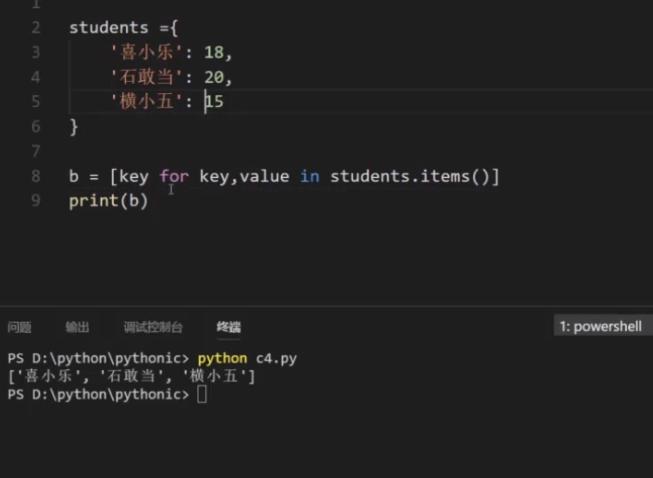 1
2 students ={
3 '喜小乐': 18,
4 '石敢当': 20,
5 '横小五': 15
6 }
7
8 b = [key for key,value in students.items()]
9 print(b)
问题 输出 调试控制台 终端 1: powershell
PS D:\python\pythonic> python c4.py
['喜小乐', '石敢当', '横小五']
PS D:\python\pythonic>